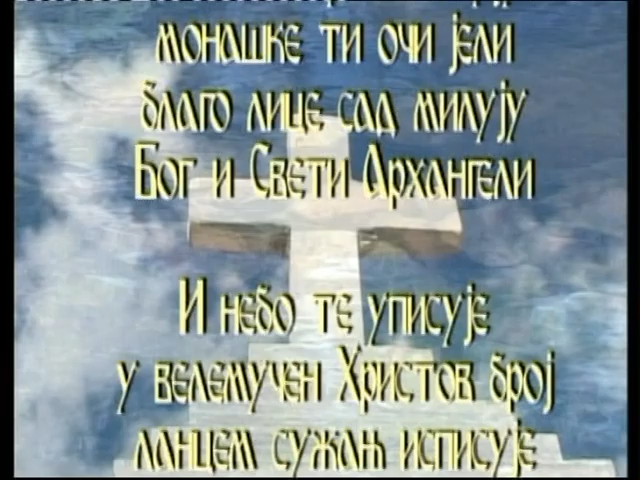 монашке ти очи јели
благо лице сад милују
Бог и Свети Архангели
И небо те уписује
у велемучен Христов број
ланцем сужањ исписује